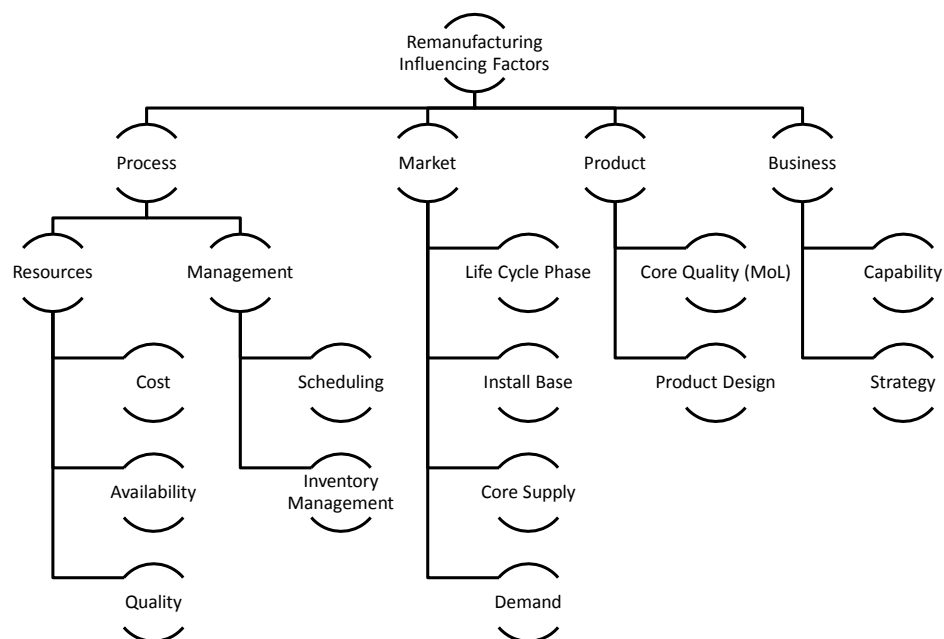 Remanufacturing
Influencing Factors
Process
Market
Product
Business
Resources
Management
Life Cycle Phase
Core Quality (MoL)
Capability
Cost
Scheduling
Install Base
Product Design
Strategy
Availability
Inventory
Management
Core Supply
Quality
Demand